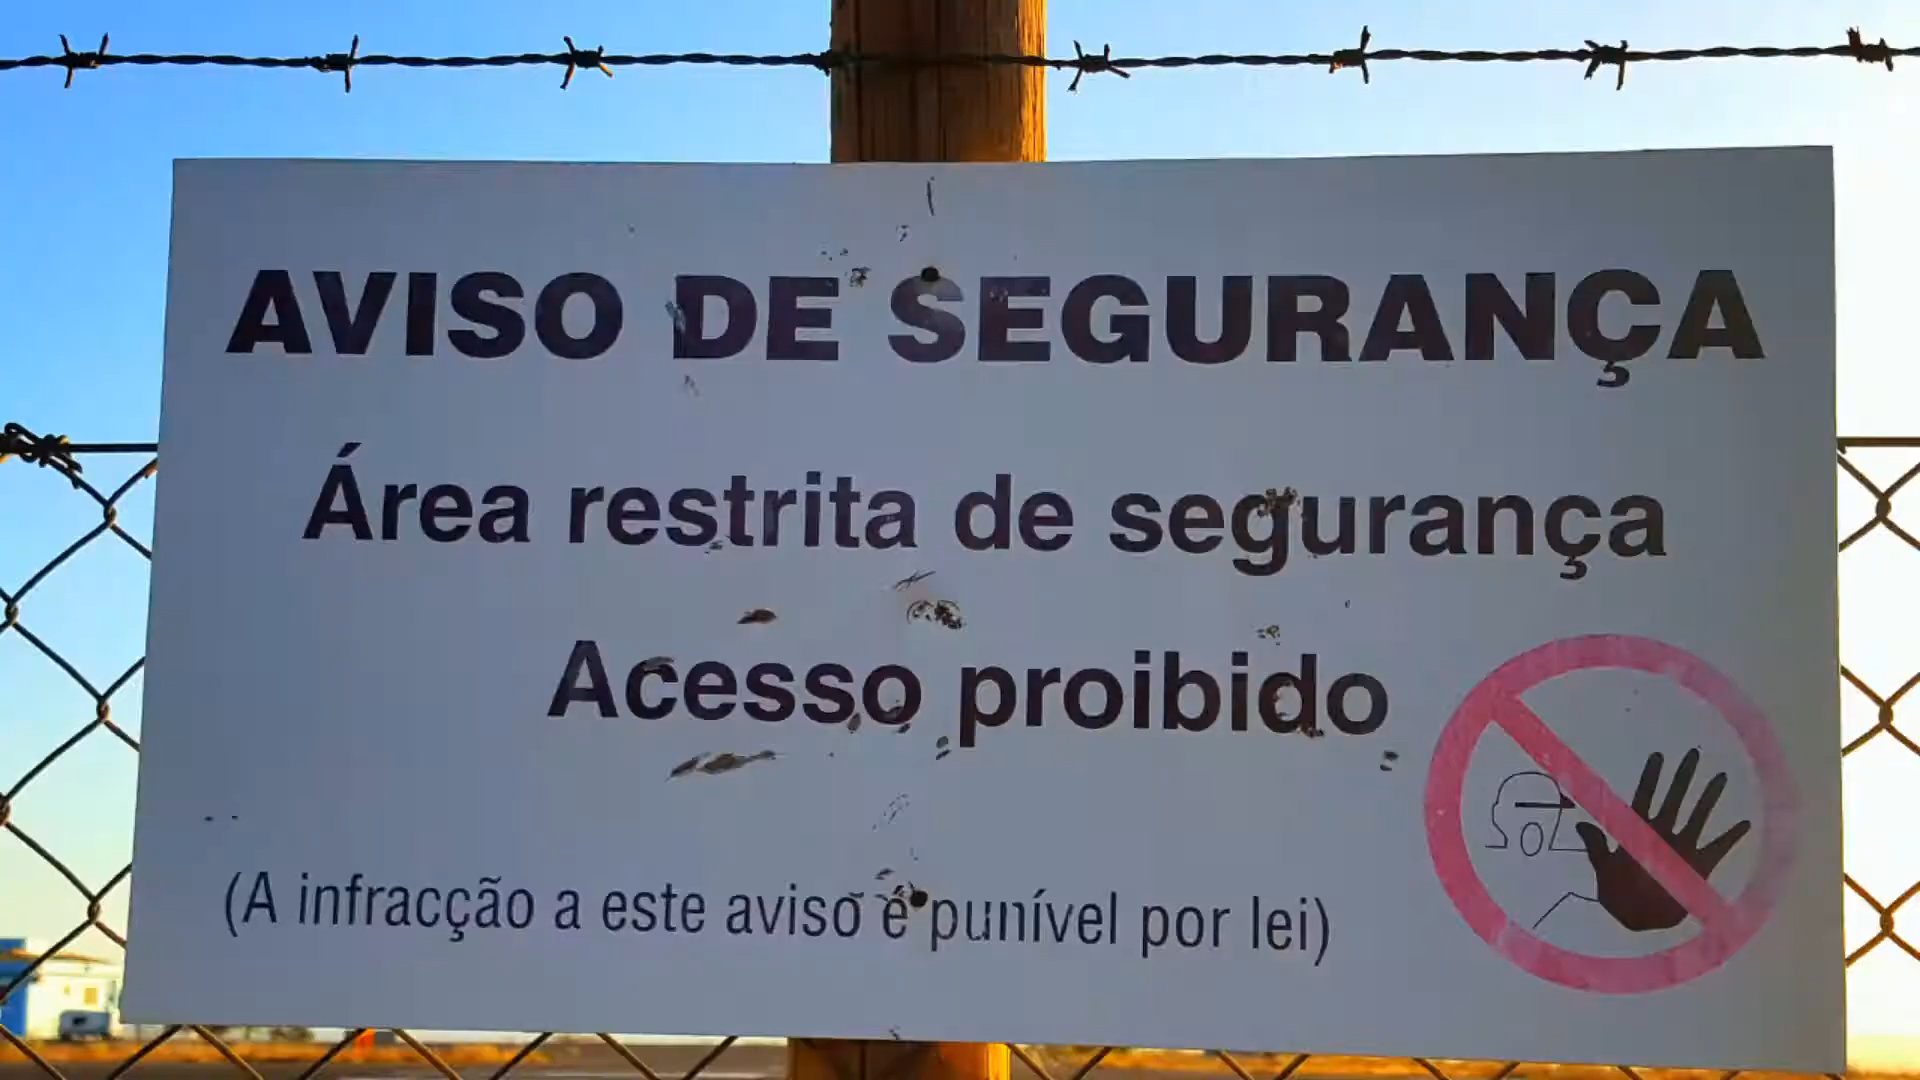 AVISO DE SEGURANÇA
Área restrita de segurança
Acesso proibido
(A infracção a este aviso é punível por lei)